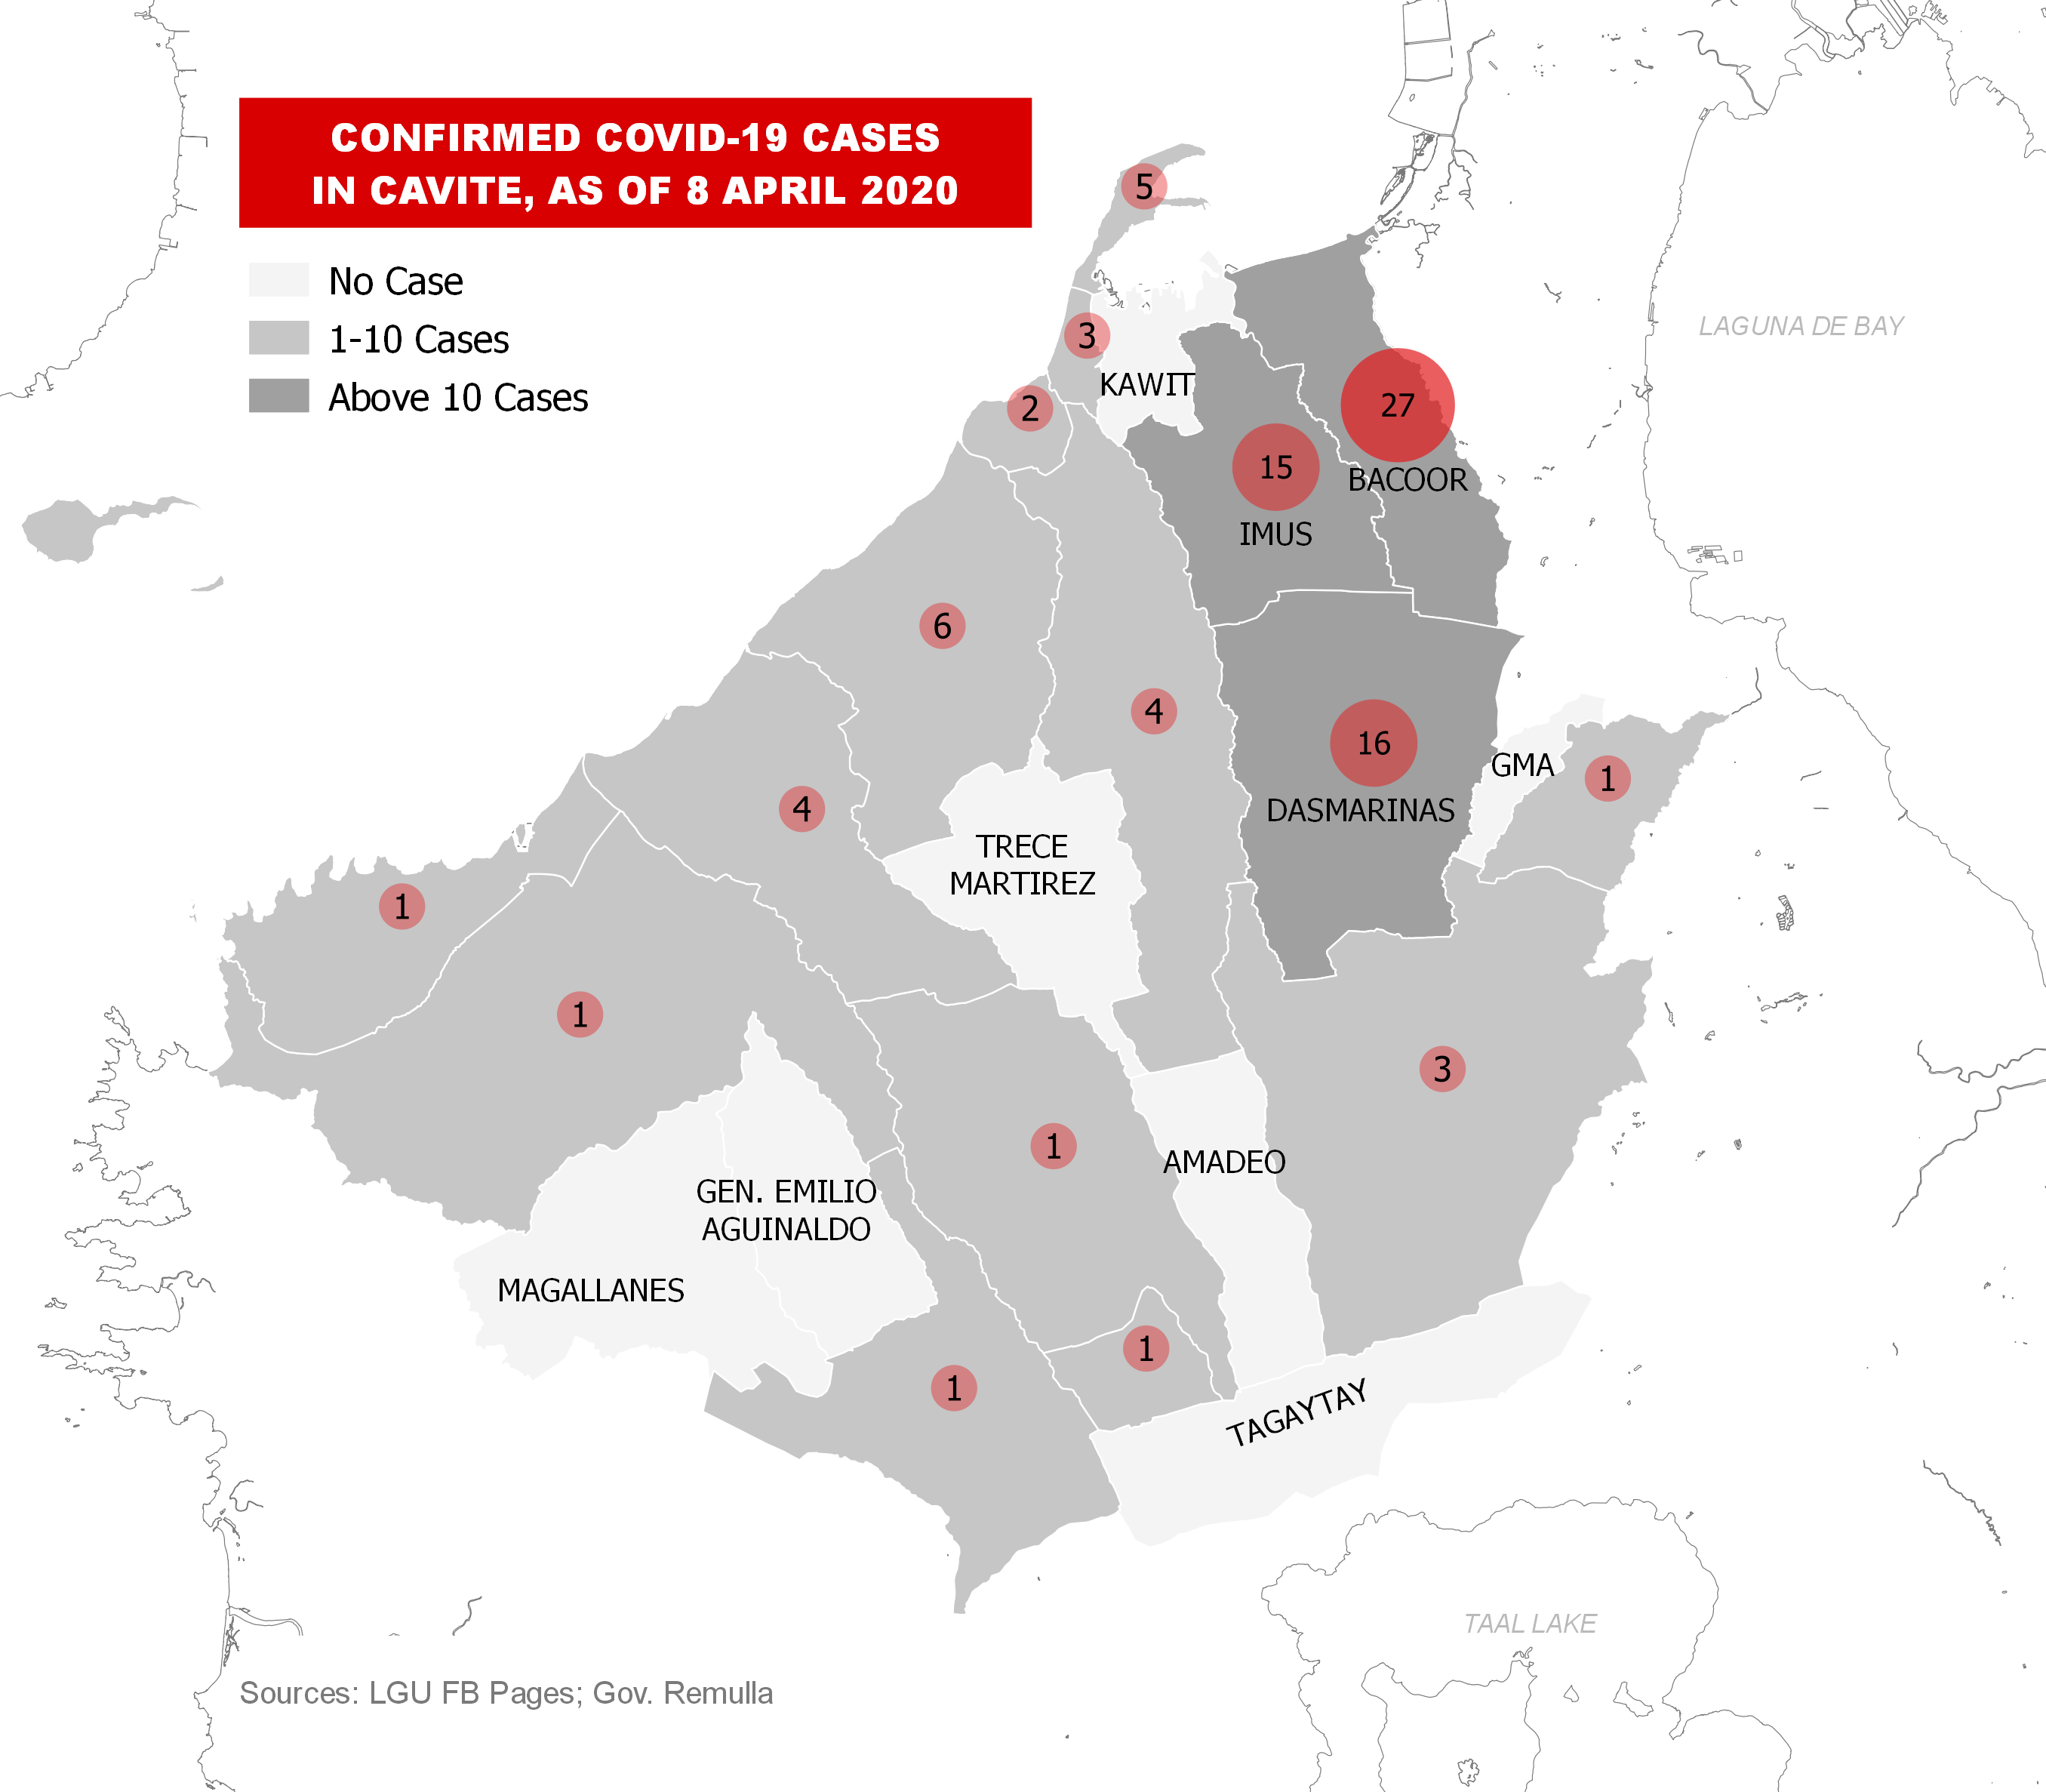 CONFIRMED COVID-19 CASES
IN CAVITE, AS OF 8 APRIL 2020
No Case
1-10 Cases
Above 10 Cases
5
LAGUNA DE BAY
3
KAWIT
2
27
BACOOR
15
IMUS
6
4
16
DASMARINAS
GMA
1
4
TRECE
MARTIREZ
1
1
3
1
AMADEO
GEN. EMILIO
AGUINALDO
MAGALLANES
1
1
TAGAYTAY
TAAL LAKE
Sources: LGU FB Pages; Gov. Remulla